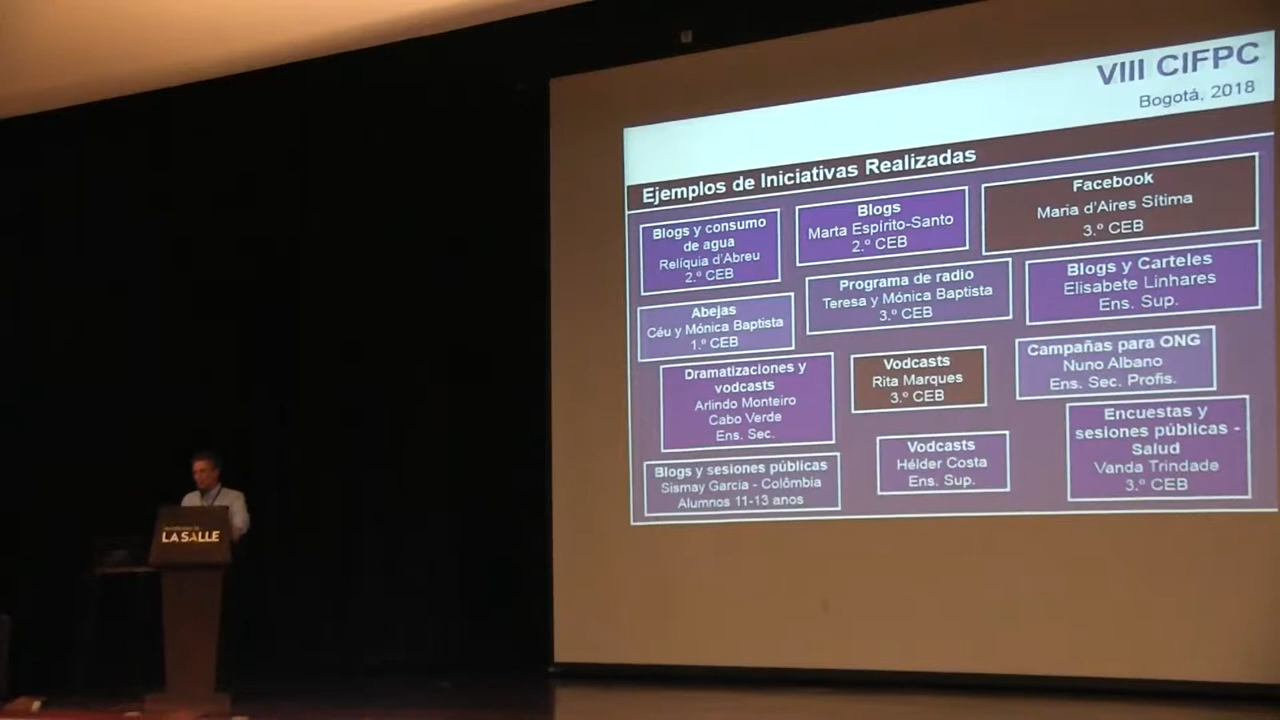 VIII CIFPC
Bogotá, 2018
Ejemplos de Iniciativas Realizadas
Blogs y consumo
de agua
Relíquia d'Abreu
2.º CEB
Blogs
Marta Espírito-Santo
2.º CEB
Facebook
Maria d'Aires Sítima
3.º CEB
Abejas
Céu y Mónica Baptista
1.º CEB
Programa de radio
Teresa y Mónica Baptista
3.º CEB
Blogs y Carteles
Elisabete Linhares
Ens. Sup.
Dramatizaciones y
vodcasts
Arlindo Monteiro
Cabo Verde
Ens. Sec.
Vodcasts
Rita Marques
3.º CEB
Campañas para ONG
Nuno Albano
Ens. Sec. Profis.
Blogs y sesiones públicas
Sismay Garcia - Colômbia
Alumnos 11-13 anos
Vodcasts
Hélder Costa
Ens. Sup.
Encuestas y
sesiones públicas -
Salud
Vanda Trindade
3.º CEB
LA SALLE